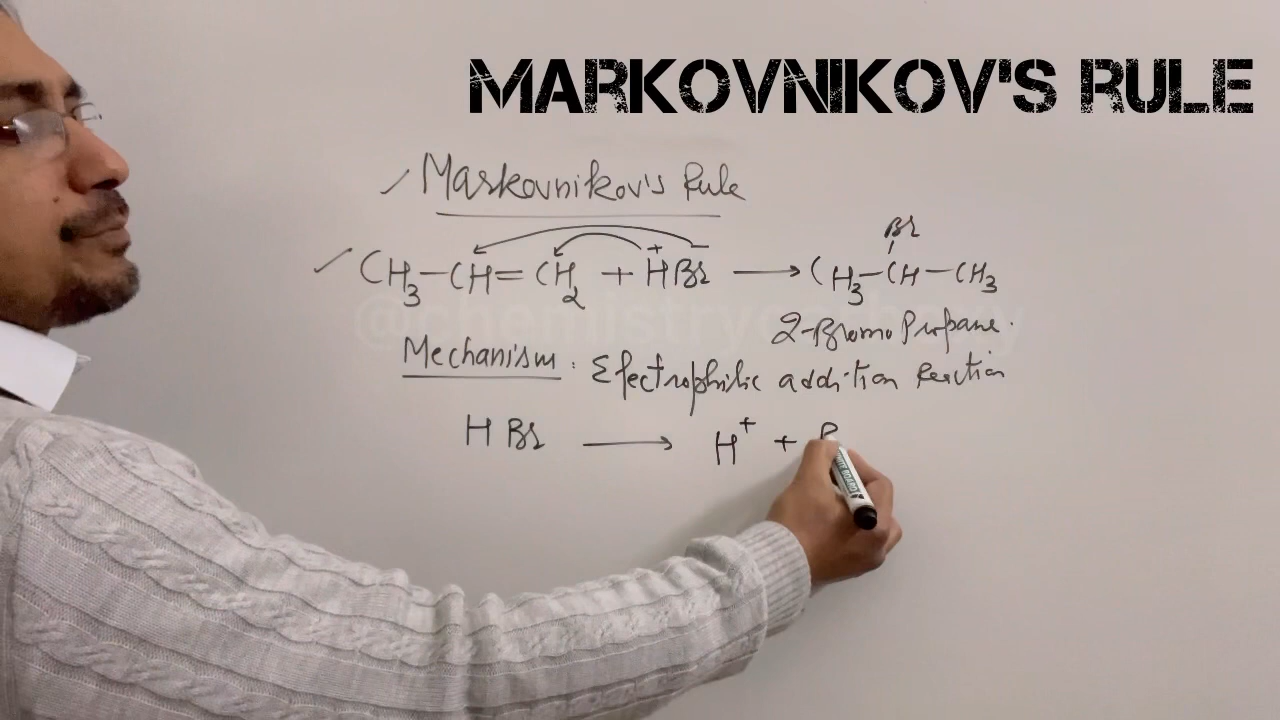 MARKOVNIKOV'S RULE
Markovnikov's Rule
Br
CH3–CH=CH2 + H⁺Br⁻ ⟶ CH3–CH–CH3
2-Bromo Propane.
Mechanism: Electrophilic addition Reaction
HBr ⟶ H⁺ + B